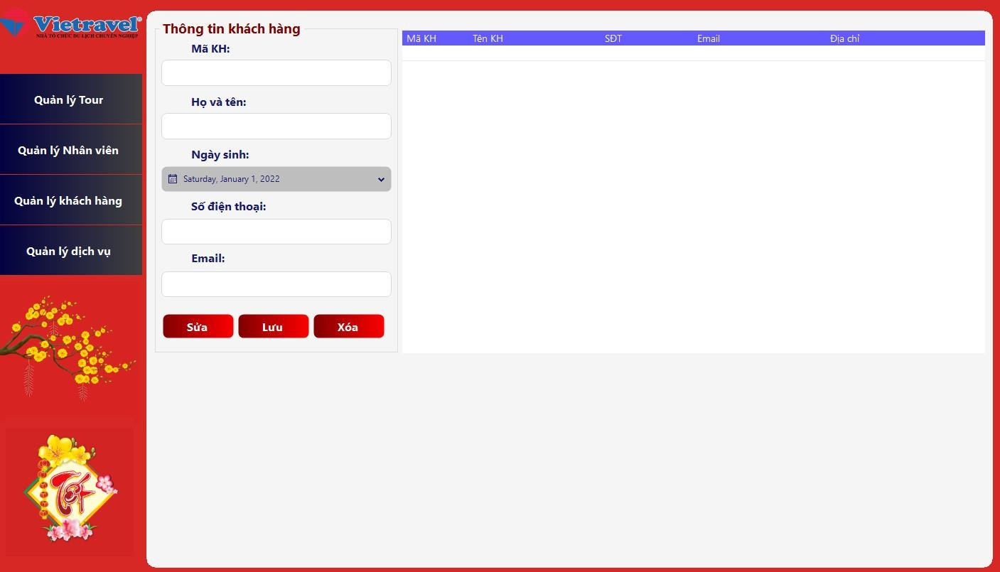 Vietravel®
NHÀ TỔ CHỨC DU LỊCH CHUYÊN NGHIỆP
Quản lý Tour
Quản lý Nhân viên
Quản lý khách hàng
Quản lý dịch vụ
Tết
Thông tin khách hàng
Mã KH:
Họ và tên:
Ngày sinh:
Saturday, January 1, 2022
Số điện thoại:
Email:
Sửa Lưu Xóa
Mã KH Tên KH SĐT Email Địa chỉ